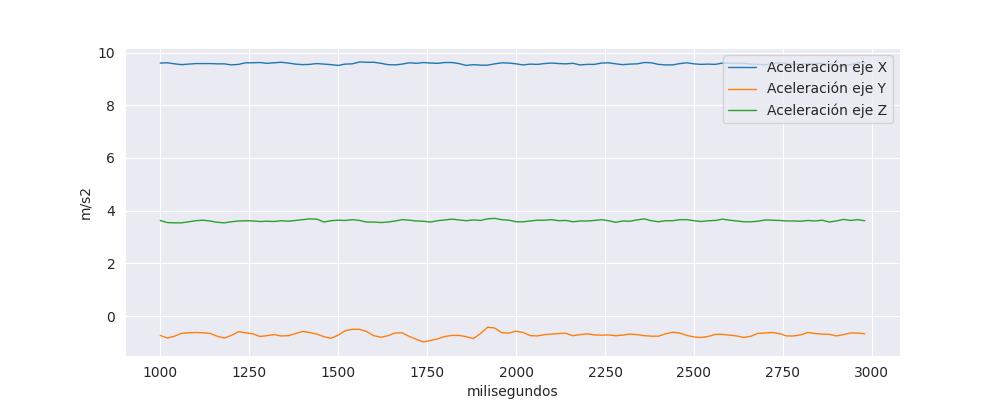 10
8
6
4
2
0
m/s2
Aceleración eje X
Aceleración eje Y
Aceleración eje Z
1000 1250 1500 1750 2000 2250 2500 2750 3000
milisegundos